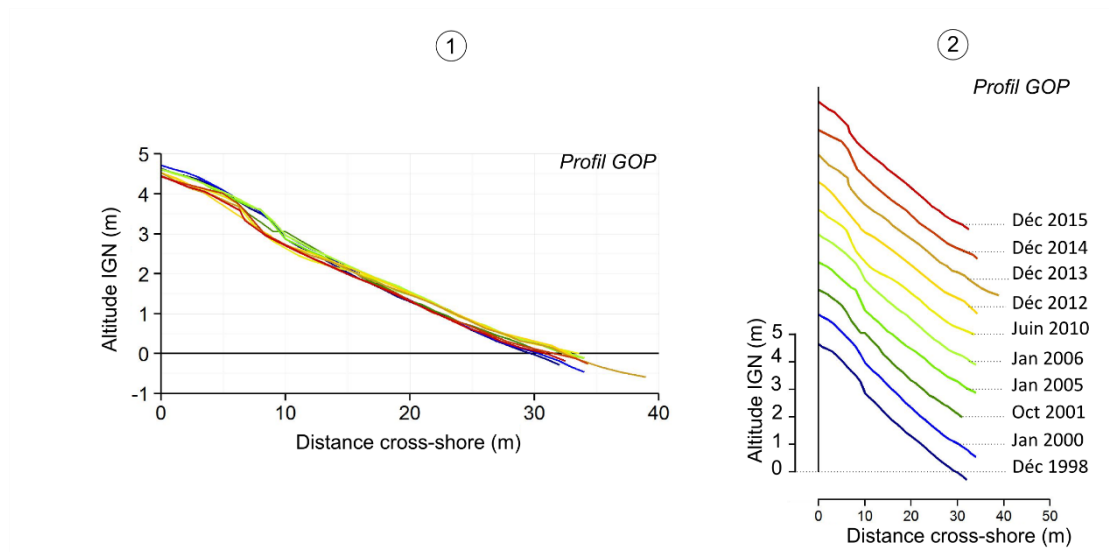 1
Profil GOP
5
4
3
2
1
0
-1
Altitude IGN (m)
0
10
20
30
40
Distance cross-shore (m)
2
Profil GOP
Déc 2015
Déc 2014
Déc 2013
Déc 2012
Juin 2010
Jan 2006
Jan 2005
Oct 2001
Jan 2000
Déc 1998
5
4
3
2
1
0
Altitude IGN (m)
0
10
20
30
40
50
Distance cross-shore (m)